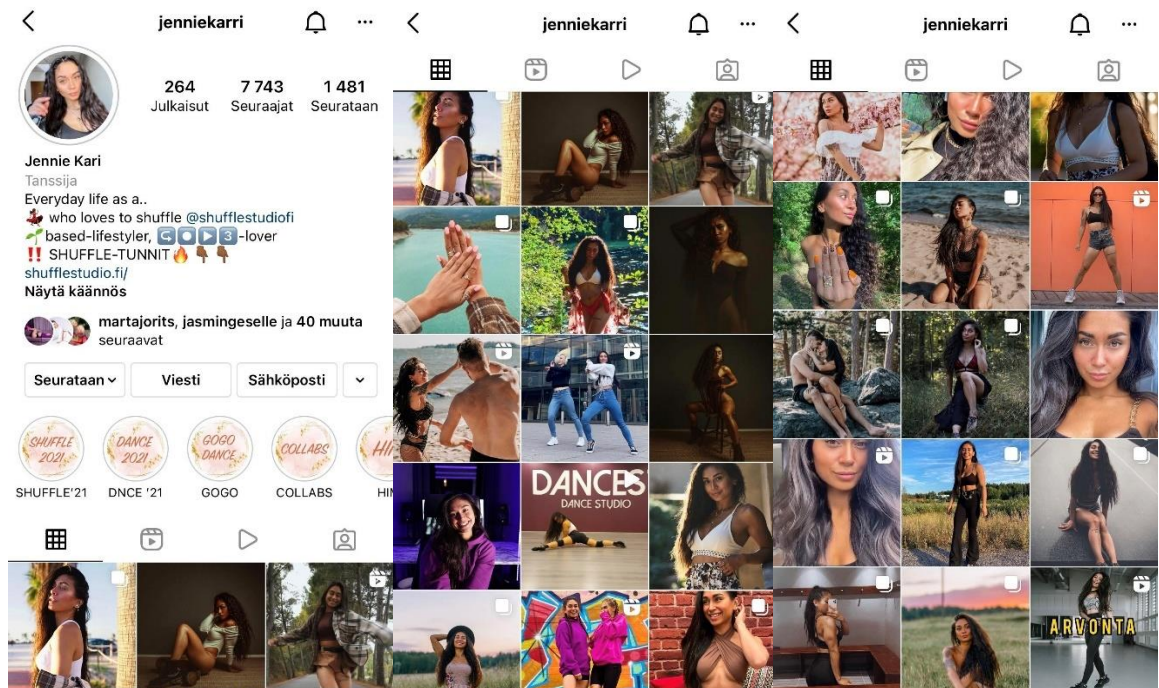 jenniekarri
264 7 743 1 481
Julkaisut Seuraajat Seurataan
Jennie Kari
Tanssija
Everyday life as a..
💃🏿 who loves to shuffle @shufflestudiofi
🌱based-lifestyler, ↪️⏺️▶️3️⃣-lover
‼️ SHUFFLE-TUNNIT🔥 👇🏾 👇🏾
shufflestudio.fi/
Näytä käännös
martajorits, jasmingeselle ja 40 muuta
seuraavat
Seurataan Viesti Sähköposti
SHUFFLE
2021
DANCE
2021
GOGO
DANCE
COLLABS
SHUFFLE'21 DNCE '21 GOGO COLLABS
jenniekarri
DANCES
DANCE STUDIO
jenniekarri
ARVONTA